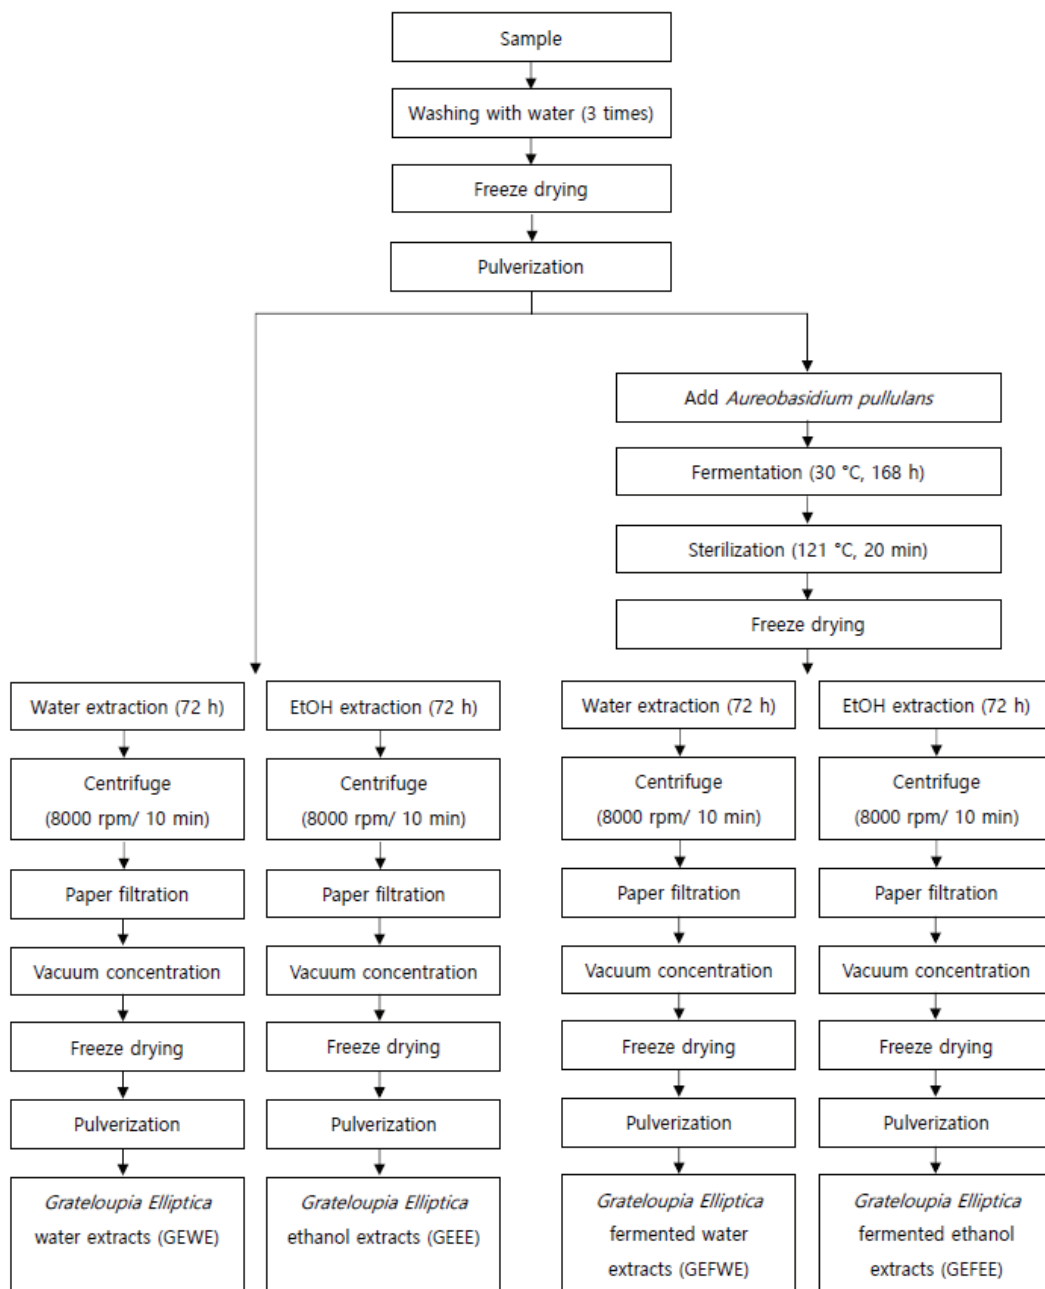 Sample
Washing with water (3 times)
Freeze drying
Pulverization
Add Aureobasidium pullulans
Fermentation (30 °C, 168 h)
Sterilization (121 °C, 20 min)
Freeze drying
Water extraction (72 h)
Centrifuge
(8000 rpm/ 10 min)
Paper filtration
Vacuum concentration
Freeze drying
Pulverization
Grateloupia Elliptica
water extracts (GEWE)
EtOH extraction (72 h)
Centrifuge
(8000 rpm/ 10 min)
Paper filtration
Vacuum concentration
Freeze drying
Pulverization
Grateloupia Elliptica
ethanol extracts (GEEE)
Water extraction (72 h)
Centrifuge
(8000 rpm/ 10 min)
Paper filtration
Vacuum concentration
Freeze drying
Pulverization
Grateloupia Elliptica
fermented water
extracts (GEFWE)
EtOH extraction (72 h)
Centrifuge
(8000 rpm/ 10 min)
Paper filtration
Vacuum concentration
Freeze drying
Pulverization
Grateloupia Elliptica
fermented ethanol
extracts (GEFEE)